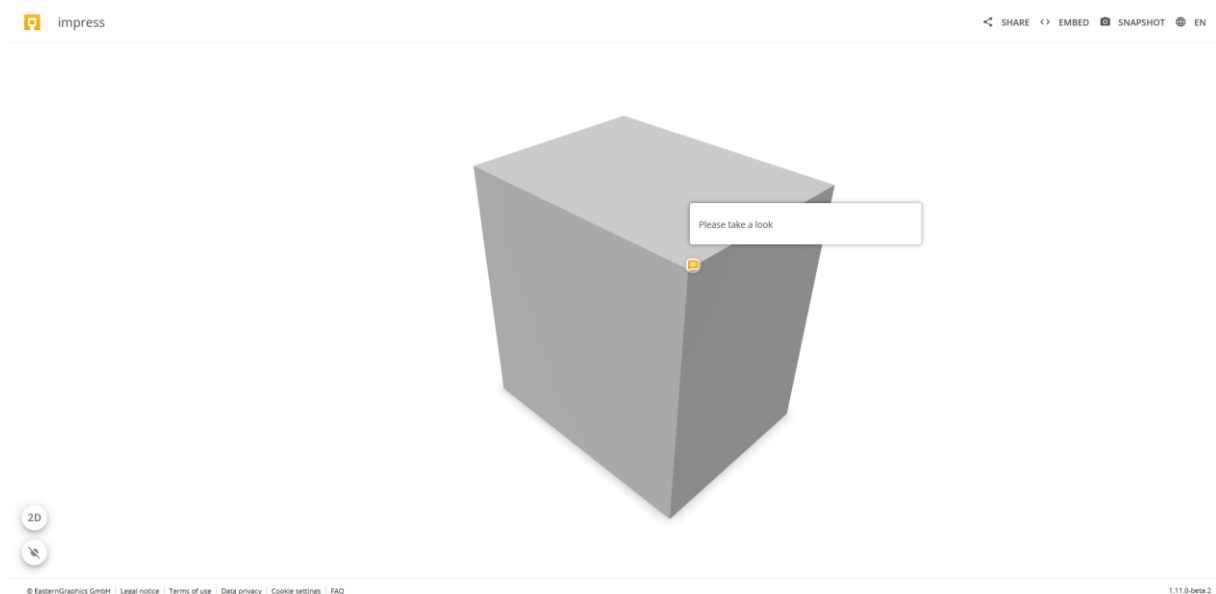 impress
SHARE
EMBED
SNAPSHOT
EN
Please take a look
2D
© EasternGraphics GmbH | Legal notice | Terms of use | Data privacy | Cookie settings | FAQ
1.11.0-beta.2